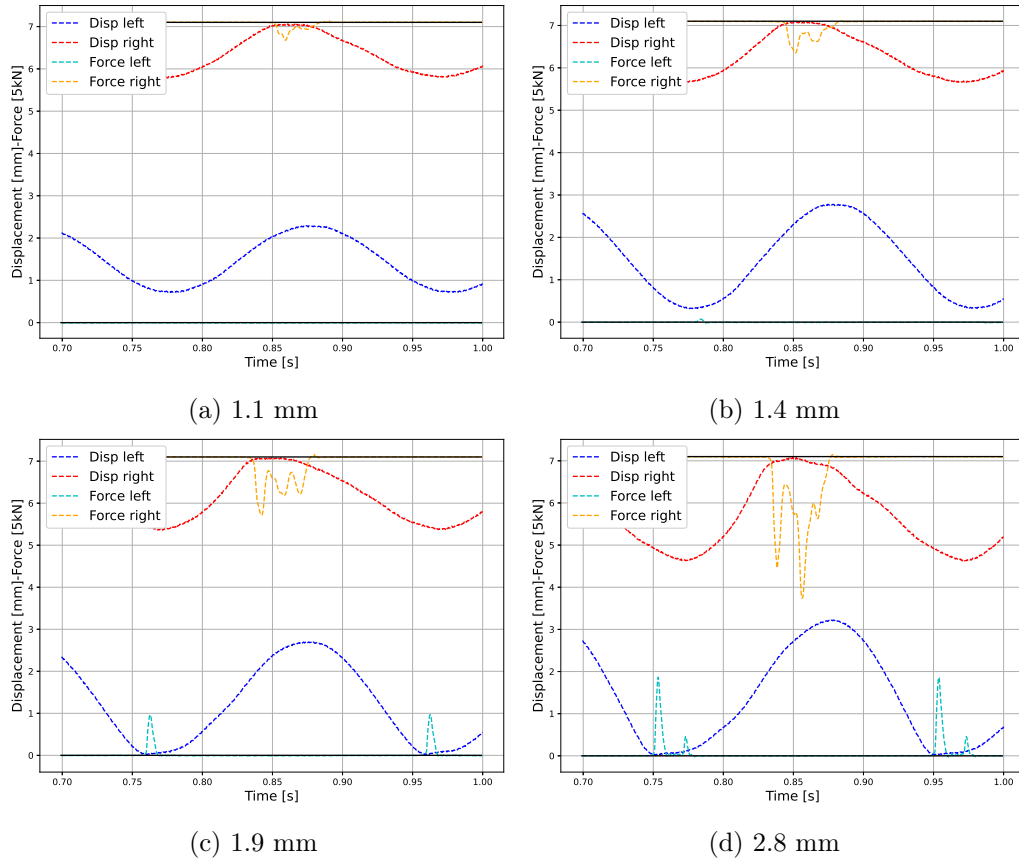 Disp left
Disp right
Force left
Force right
Displacement [mm]-Force [5kN]
7
6
5
4
3
2
1
0
0.70 0.75 0.80 0.85 0.90 0.95 1.00
Time [s]
(a) 1.1 mm
Disp left
Disp right
Force left
Force right
Displacement [mm]-Force [5kN]
7
6
5
4
3
2
1
0
0.70 0.75 0.80 0.85 0.90 0.95 1.00
Time [s]
(b) 1.4 mm
Disp left
Disp right
Force left
Force right
Displacement [mm]-Force [5kN]
7
6
5
4
3
2
1
0
0.70 0.75 0.80 0.85 0.90 0.95 1.00
Time [s]
(c) 1.9 mm
Disp left
Disp right
Force left
Force right
Displacement [mm]-Force [5kN]
7
6
5
4
3
2
1
0
0.70 0.75 0.80 0.85 0.90 0.95 1.00
Time [s]
(d) 2.8 mm